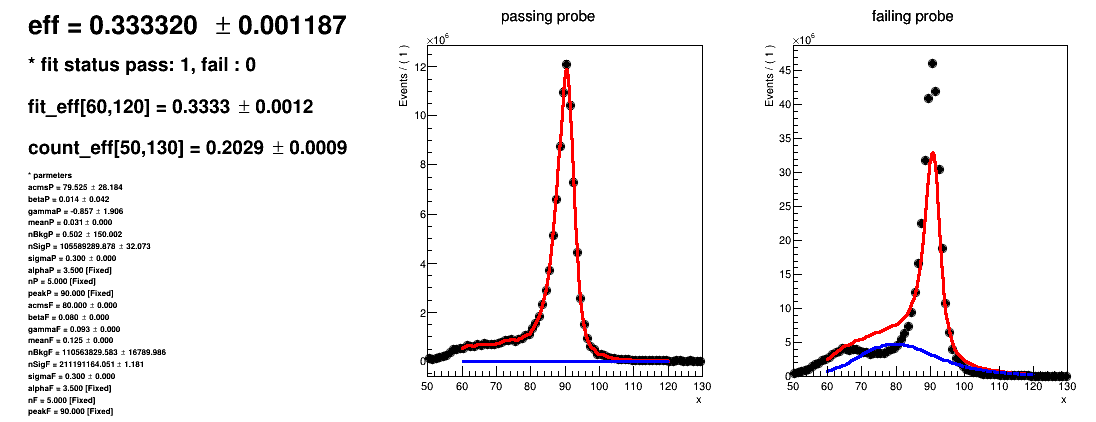 eff = 0.333320 ± 0.001187
* fit status pass: 1, fail : 0
fit_eff[60,120] = 0.3333 ± 0.0012
count_eff[50,130] = 0.2029 ± 0.0009
* parmeters
acmsP = 79.525 ± 28.184
betaP = 0.014 ± 0.042
gammaP = -0.857 ± 1.906
meanP = 0.031 ± 0.000
nBkgP = 0.502 ± 150.002
nSigP = 105589289.878 ± 32.073
sigmaP = 0.300 ± 0.000
alphaP = 3.500 [Fixed]
nP = 5.000 [Fixed]
peakP = 90.000 [Fixed]
acmsF = 80.000 ± 0.000
betaF = 0.080 ± 0.000
gammaF = 0.093 ± 0.000
meanF = 0.125 ± 0.000
nBkgF = 110563829.583 ± 16789.986
nSigF = 211191164.051 ± 1.181
sigmaF = 0.300 ± 0.000
alphaF = 3.500 [Fixed]
nF = 5.000 [Fixed]
peakF = 90.000 [Fixed]
passing probe
×10⁶
Events / ( 1 )
12
10
8
6
4
2
0
50 60 70 80 90 100 110 120 130
x
failing probe
×10⁶
Events / ( 1 )
45
40
35
30
25
20
15
10
5
0
50 60 70 80 90 100 110 120 130
x